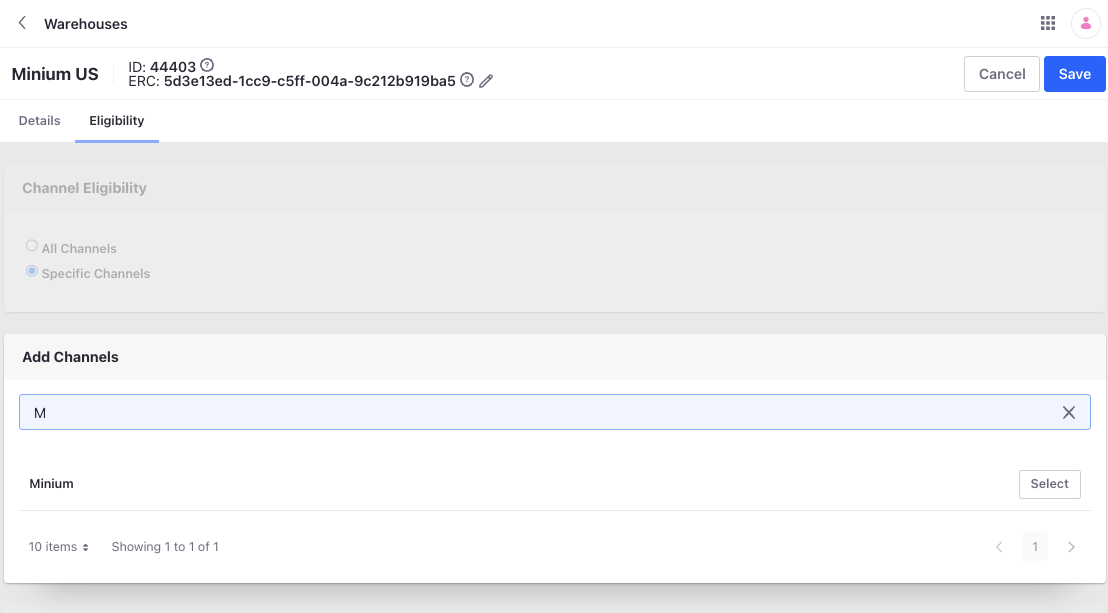 Warehouses
Minium US
ID: 44403
ERC: 5d3e13ed-1cc9-c5ff-004a-9c212b919ba5
Cancel
Save
Details
Eligibility
Channel Eligibility
All Channels
Specific Channels
Add Channels
M
Minium
Select
10 items
Showing 1 to 1 of 1
1